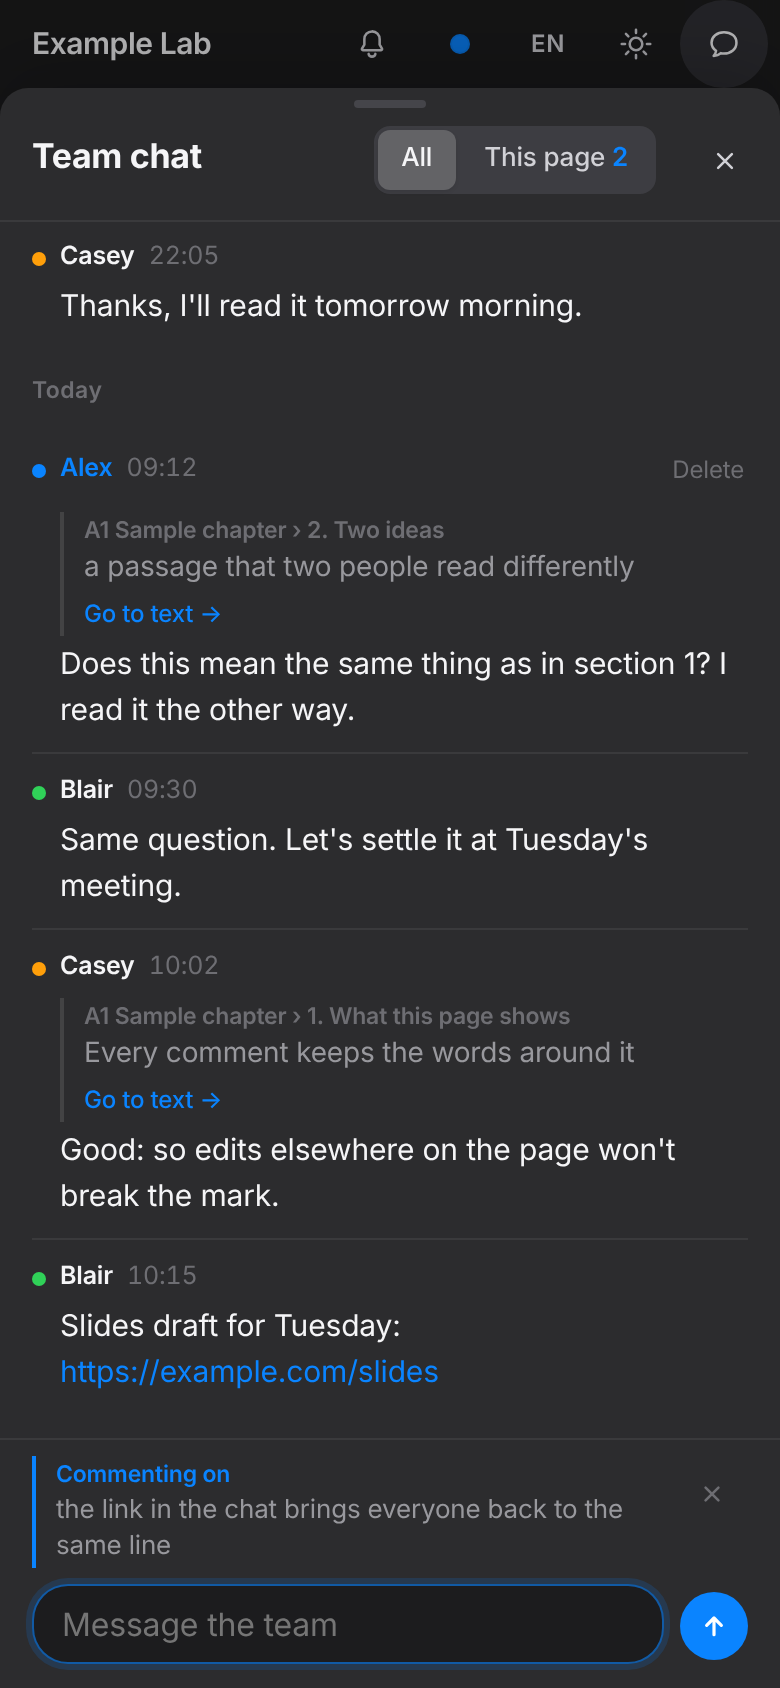 Example Lab
EN
Team chat
All
This page 2
Casey 22:05
Thanks, I'll read it tomorrow morning.
Today
Alex 09:12
Delete
A1 Sample chapter › 2. Two ideas
a passage that two people read differently
Go to text →
Does this mean the same thing as in section 1? I
read it the other way.
Blair 09:30
Same question. Let's settle it at Tuesday's
meeting.
Casey 10:02
A1 Sample chapter › 1. What this page shows
Every comment keeps the words around it
Go to text →
Good: so edits elsewhere on the page won't
break the mark.
Blair 10:15
Slides draft for Tuesday:
https://example.com/slides
Commenting on
the link in the chat brings everyone back to the
same line
Message the team